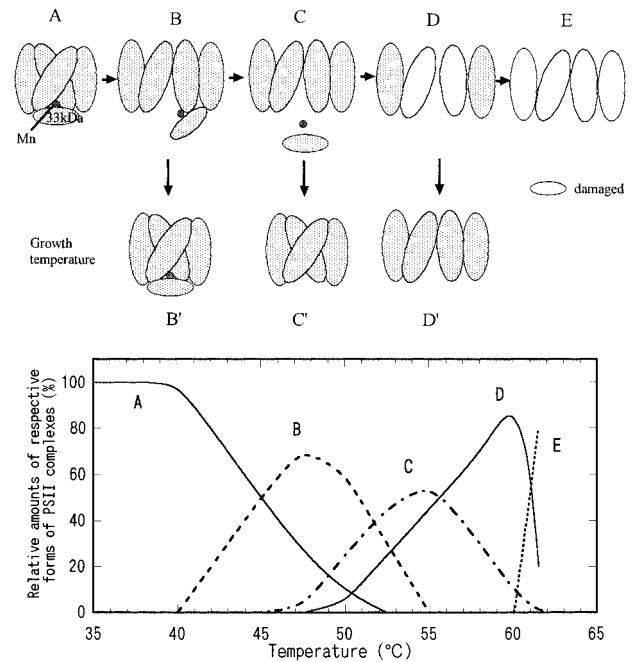 A B C D E
33kDa
Mn
damaged
Growth
temperature
B' C' D'
Relative amounts of respective
forms of PSII complexes (%)
100
80
60
40
20
0
A
B
C
D
E
35 40 45 50 55 60 65
Temperature (°C)